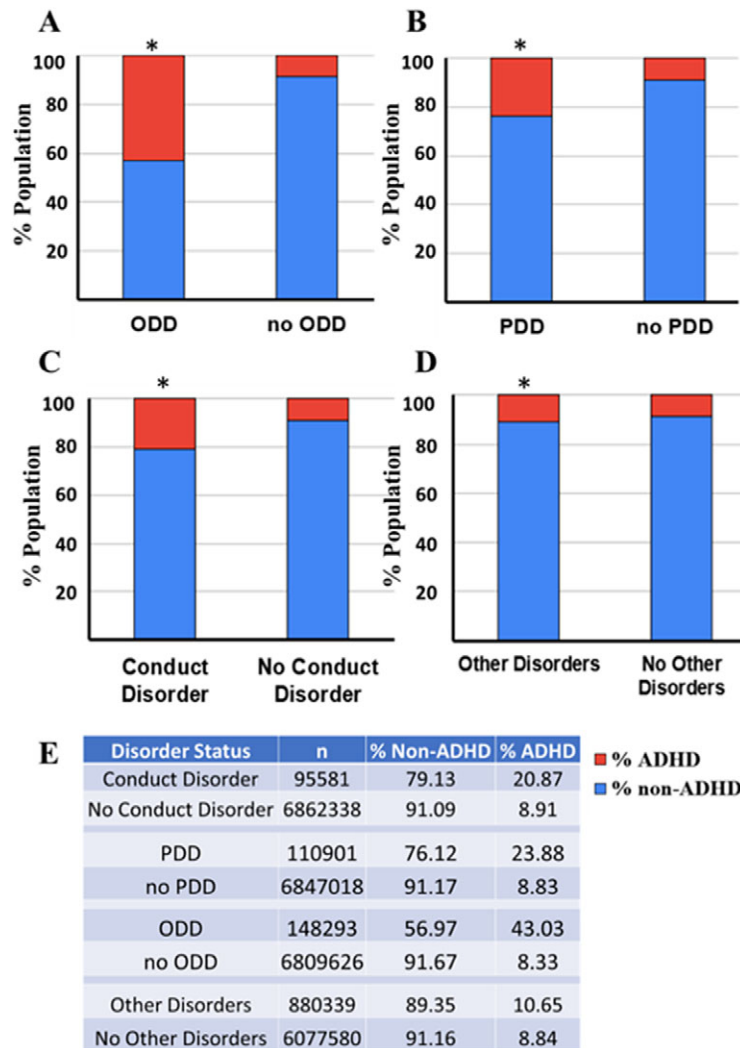 A
*
100
80
60
40
20
% Population
ODD no ODD
B
*
100
80
60
40
20
% Population
PDD no PDD
C
*
100
80
60
40
20
% Population
Conduct Disorder No Conduct Disorder
D
*
100
80
60
40
20
% Population
Other Disorders No Other Disorders
E
Disorder Status n % Non-ADHD % ADHD
Conduct Disorder 95581 79.13 20.87
No Conduct Disorder 6862338 91.09 8.91
PDD 110901 76.12 23.88
no PDD 6847018 91.17 8.83
ODD 148293 56.97 43.03
no ODD 6809626 91.67 8.33
Other Disorders 880339 89.35 10.65
No Other Disorders 6077580 91.16 8.84
% ADHD
% non-ADHD